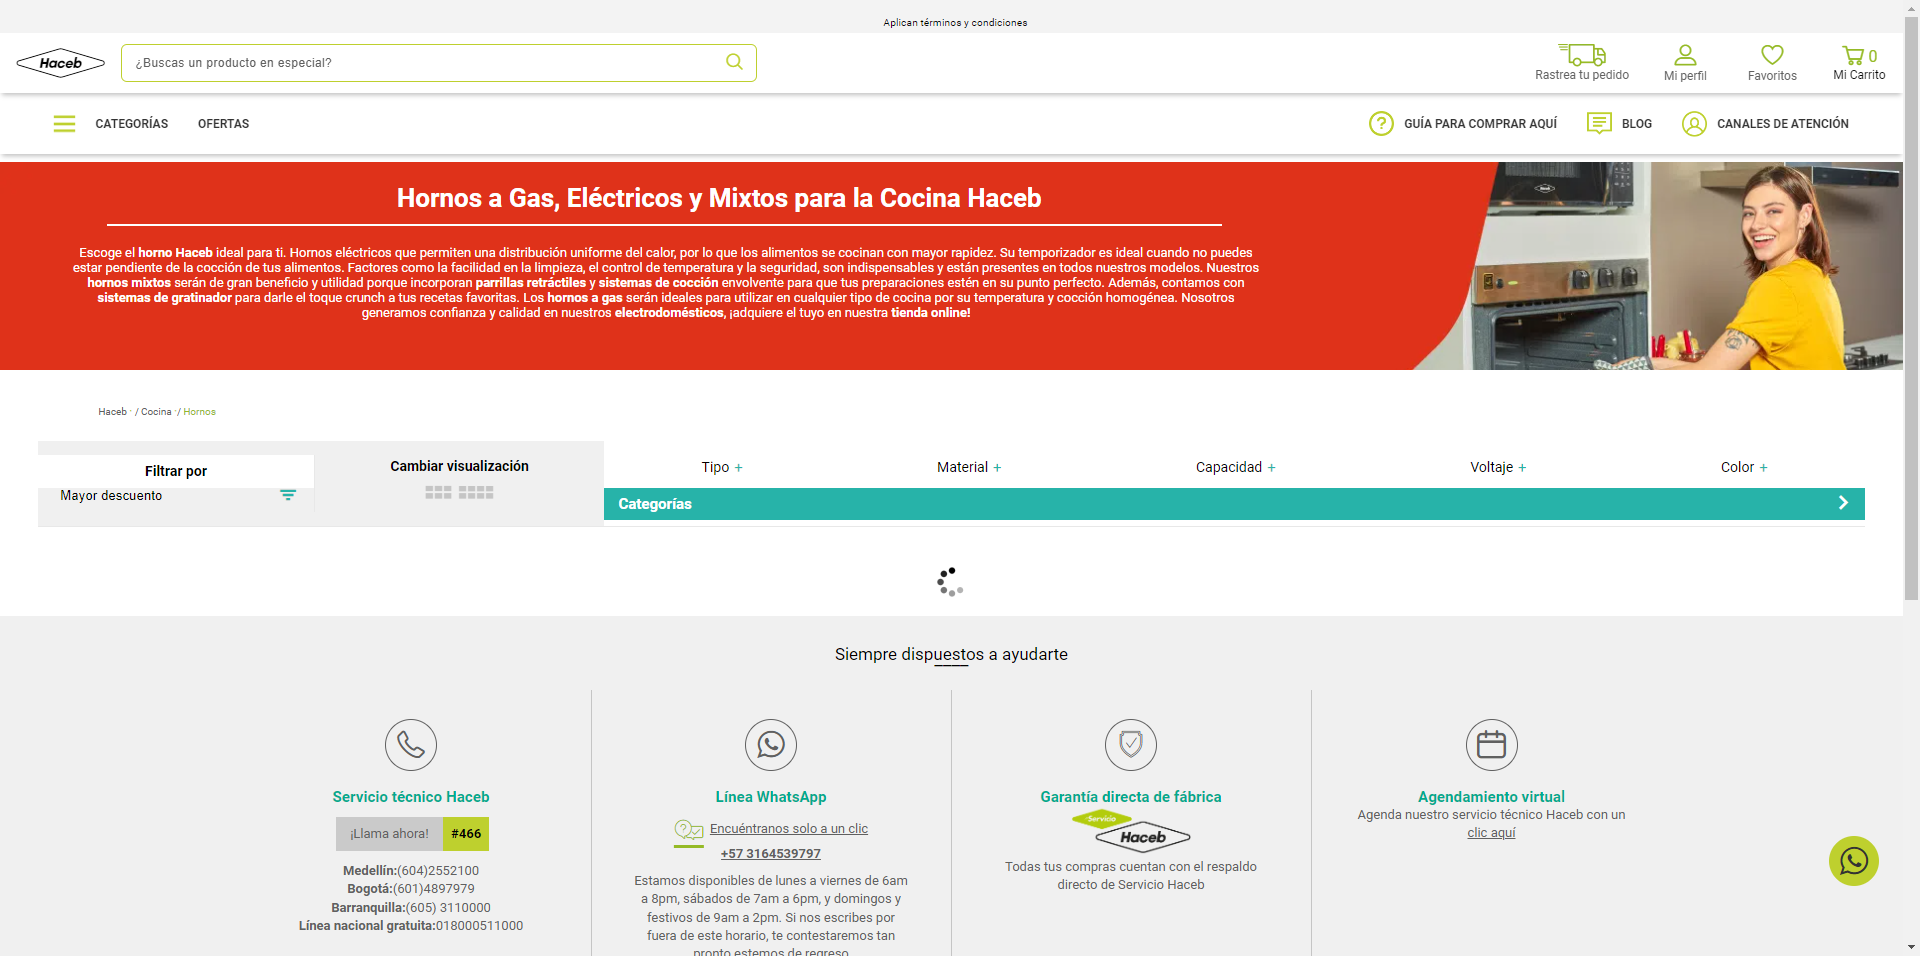 Aplican términos y condiciones
Haceb
¿Buscas un producto en especial?
Rastrea tu pedido
Mi perfil
Favoritos
0
Mi Carrito
CATEGORÍAS
OFERTAS
GUÍA PARA COMPRAR AQUÍ
BLOG
CANALES DE ATENCIÓN
Hornos a Gas, Eléctricos y Mixtos para la Cocina Haceb
Escoge el horno Haceb ideal para ti. Hornos eléctricos que permiten una distribución uniforme del calor, por lo que los alimentos se cocinan con mayor rapidez. Su temporizador es ideal cuando no puedes
estar pendiente de la cocción de tus alimentos. Factores como la facilidad en la limpieza, el control de temperatura y la seguridad, son indispensables y están presentes en todos nuestros modelos. Nuestros
hornos mixtos serán de gran beneficio y utilidad porque incorporan parrillas retráctiles y sistemas de cocción envolvente para que tus preparaciones estén en su punto perfecto. Además, contamos con
sistemas de gratinador para darle el toque crunch a tus recetas favoritas. Los hornos a gas serán ideales para utilizar en cualquier tipo de cocina por su temperatura y cocción homogénea. Nosotros
generamos confianza y calidad en nuestros electrodomésticos, ¡adquiere el tuyo en nuestra tienda online!
Haceb / Cocina / Hornos
Filtrar por
Mayor descuento
Cambiar visualización
Tipo +
Material +
Capacidad +
Voltaje +
Color +
Categorías
Siempre dispuestos a ayudarte
Servicio técnico Haceb
¡Llama ahora! #466
Medellín:(604)2552100
Bogotá:(601)4897979
Barranquilla:(605) 3110000
Línea nacional gratuita:018000511000
Línea WhatsApp
Encuéntranos solo a un clic
+57 3164539797
Estamos disponibles de lunes a viernes de 6am
a 8pm, sábados de 7am a 6pm, y domingos y
festivos de 9am a 2pm. Si nos escribes por
fuera de este horario, te contestaremos tan
pronto estemos de regreso
Garantía directa de fábrica
Servicio
Haceb
Todas tus compras cuentan con el respaldo
directo de Servicio Haceb
Agendamiento virtual
Agenda nuestro servicio técnico Haceb con un
clic aquí